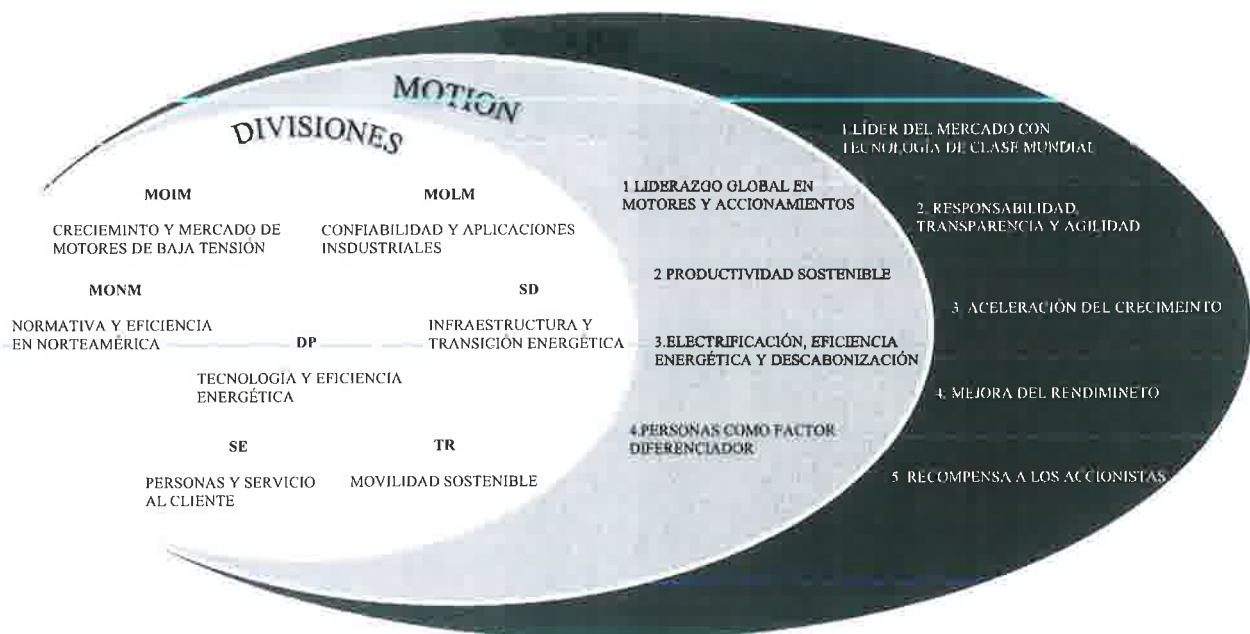 MOTION
DIVISIONES
MOIM
CRECIEMINTO Y MERCADO DE
MOTORES DE BAJA TENSIÓN
MOLM
CONFIABILIDAD Y APLICACIONES
INSDUSTRIALES
MONM
NORMATIVA Y EFICIENCIA
EN NORTEAMÉRICA
SD
INFRAESTRUCTURA Y
TRANSICIÓN ENERGÉTICA
DP
TECNOLOGÍA Y EFICIENCIA
ENERGÉTICA
SE
PERSONAS Y SERVICIO
AL CLIENTE
TR
MOVILIDAD SOSTENIBLE
1 LIDERAZGO GLOBAL EN
MOTORES Y ACCIONAMIENTOS
2 PRODUCTIVIDAD SOSTENIBLE
3.ELECTRIFICACIÓN, EFICIENCIA
ENERGÉTICA Y DESCABONIZACIÓN
4.PERSONAS COMO FACTOR
DIFERENCIADOR
1 LÍDER DEL MERCADO CON
TECNOLOGÍA DE CLASE MUNDIAL
2. RESPONSABILIDAD,
TRANSPARENCIA Y AGILIDAD
3. ACELERACIÓN DEL CRECIMEINTO
4. MEJORA DEL RENDIMINETO
5 RECOMPENSA A LOS ACCIONISTAS